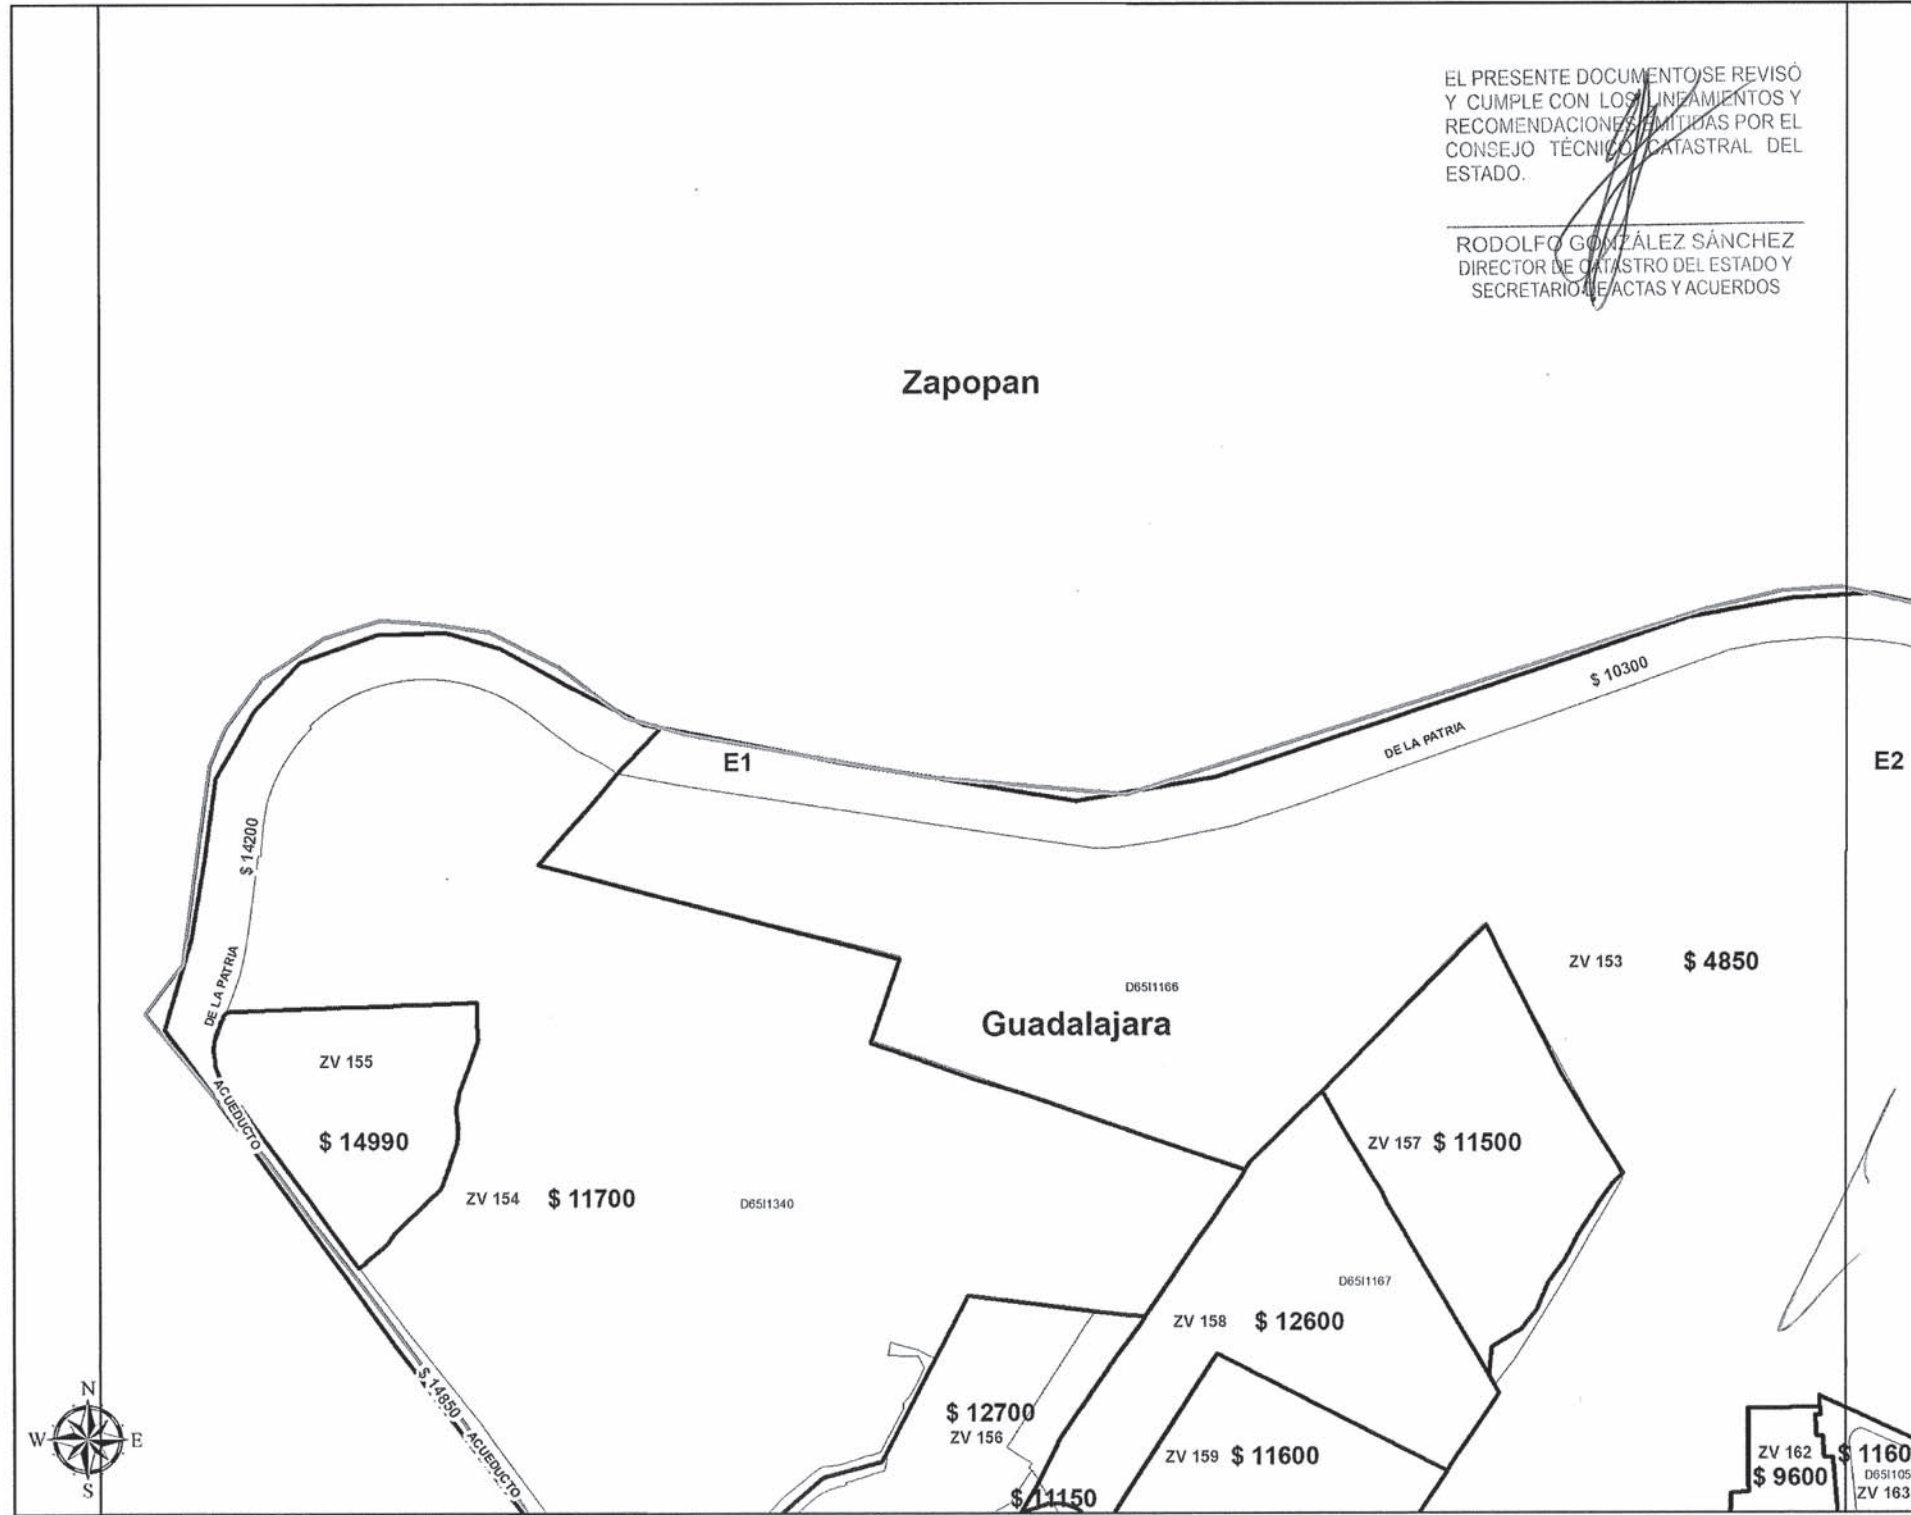 EL PRESENTE DOCUMENTO SE REVISÓ
Y CUMPLE CON LOS LINEAMIENTOS Y
RECOMENDACIONES EMITIDAS POR EL
CONSEJO TÉCNICO CATASTRAL DEL
ESTADO.
RODOLFO GONZÁLEZ SÁNCHEZ
DIRECTOR DE CATASTRO DEL ESTADO Y
SECRETARIO DE ACTAS Y ACUERDOS
Zapopan
$ 10300
DE LA PATRIA
E1
E2
$ 14200
DE LA PATRIA
ZV 153 $ 4850
D65I1166
Guadalajara
ZV 155
$ 14990
ACUEDUCTO
ZV 157 $ 11500
ZV 154 $ 11700
D65I1340
D65I1167
ZV 158 $ 12600
$ 14850
ACUEDUCTO
$ 12700
ZV 156
ZV 159 $ 11600
$ 11150
ZV 162
$ 9600
$ 1160
D65I105
ZV 163
N
W E
S